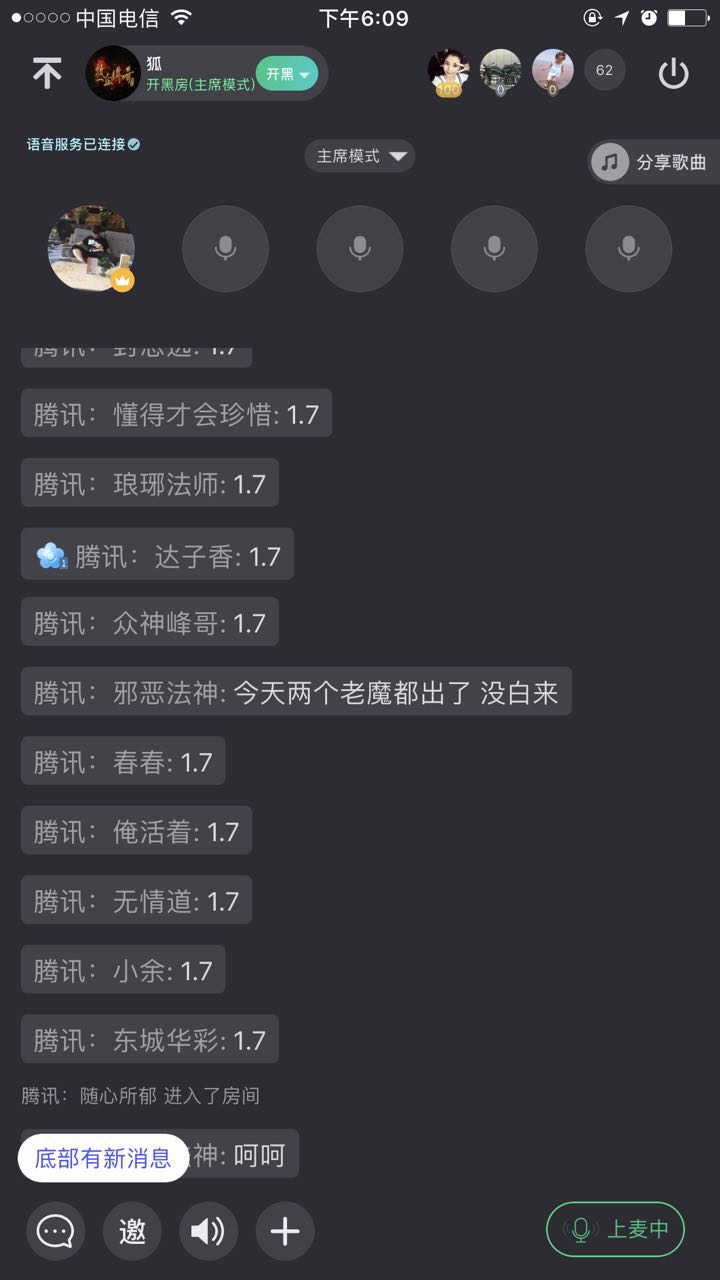 中国电信
下午6:09
狐
开黑房(主席模式)
开黑
100
0
0
62
语音服务已连接
主席模式
分享歌曲
腾讯：懂得才会珍惜: 1.7
腾讯：琅琊法师: 1.7
1 腾讯：达子香: 1.7
腾讯：众神峰哥: 1.7
腾讯：邪恶法神: 今天两个老魔都出了 没白来
腾讯：春春: 1.7
腾讯：俺活着: 1.7
腾讯：无情道: 1.7
腾讯：小余: 1.7
腾讯：东城华彩: 1.7
腾讯：随心所郁 进入了房间
底部有新消息
神: 呵呵
邀
上麦中